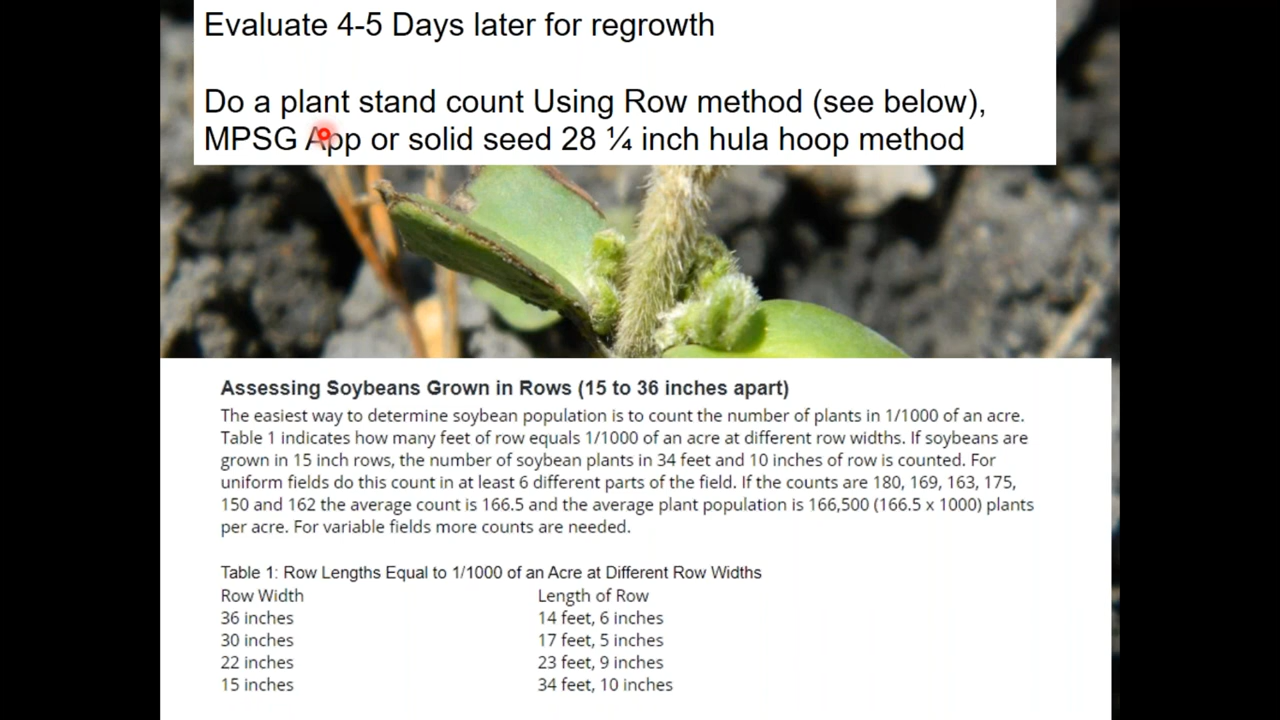 Evaluate 4-5 Days later for regrowth
Do a plant stand count Using Row method (see below),
MPSG App or solid seed 28 ¼ inch hula hoop method
Assessing Soybeans Grown in Rows (15 to 36 inches apart)
The easiest way to determine soybean population is to count the number of plants in 1/1000 of an acre.
Table 1 indicates how many feet of row equals 1/1000 of an acre at different row widths. If soybeans are
grown in 15 inch rows, the number of soybean plants in 34 feet and 10 inches of row is counted. For
uniform fields do this count in at least 6 different parts of the field. If the counts are 180, 169, 163, 175,
150 and 162 the average count is 166.5 and the average plant population is 166,500 (166.5 x 1000) plants
per acre. For variable fields more counts are needed.
Table 1: Row Lengths Equal to 1/1000 of an Acre at Different Row Widths
Row Width Length of Row
36 inches 14 feet, 6 inches
30 inches 17 feet, 5 inches
22 inches 23 feet, 9 inches
15 inches 34 feet, 10 inches